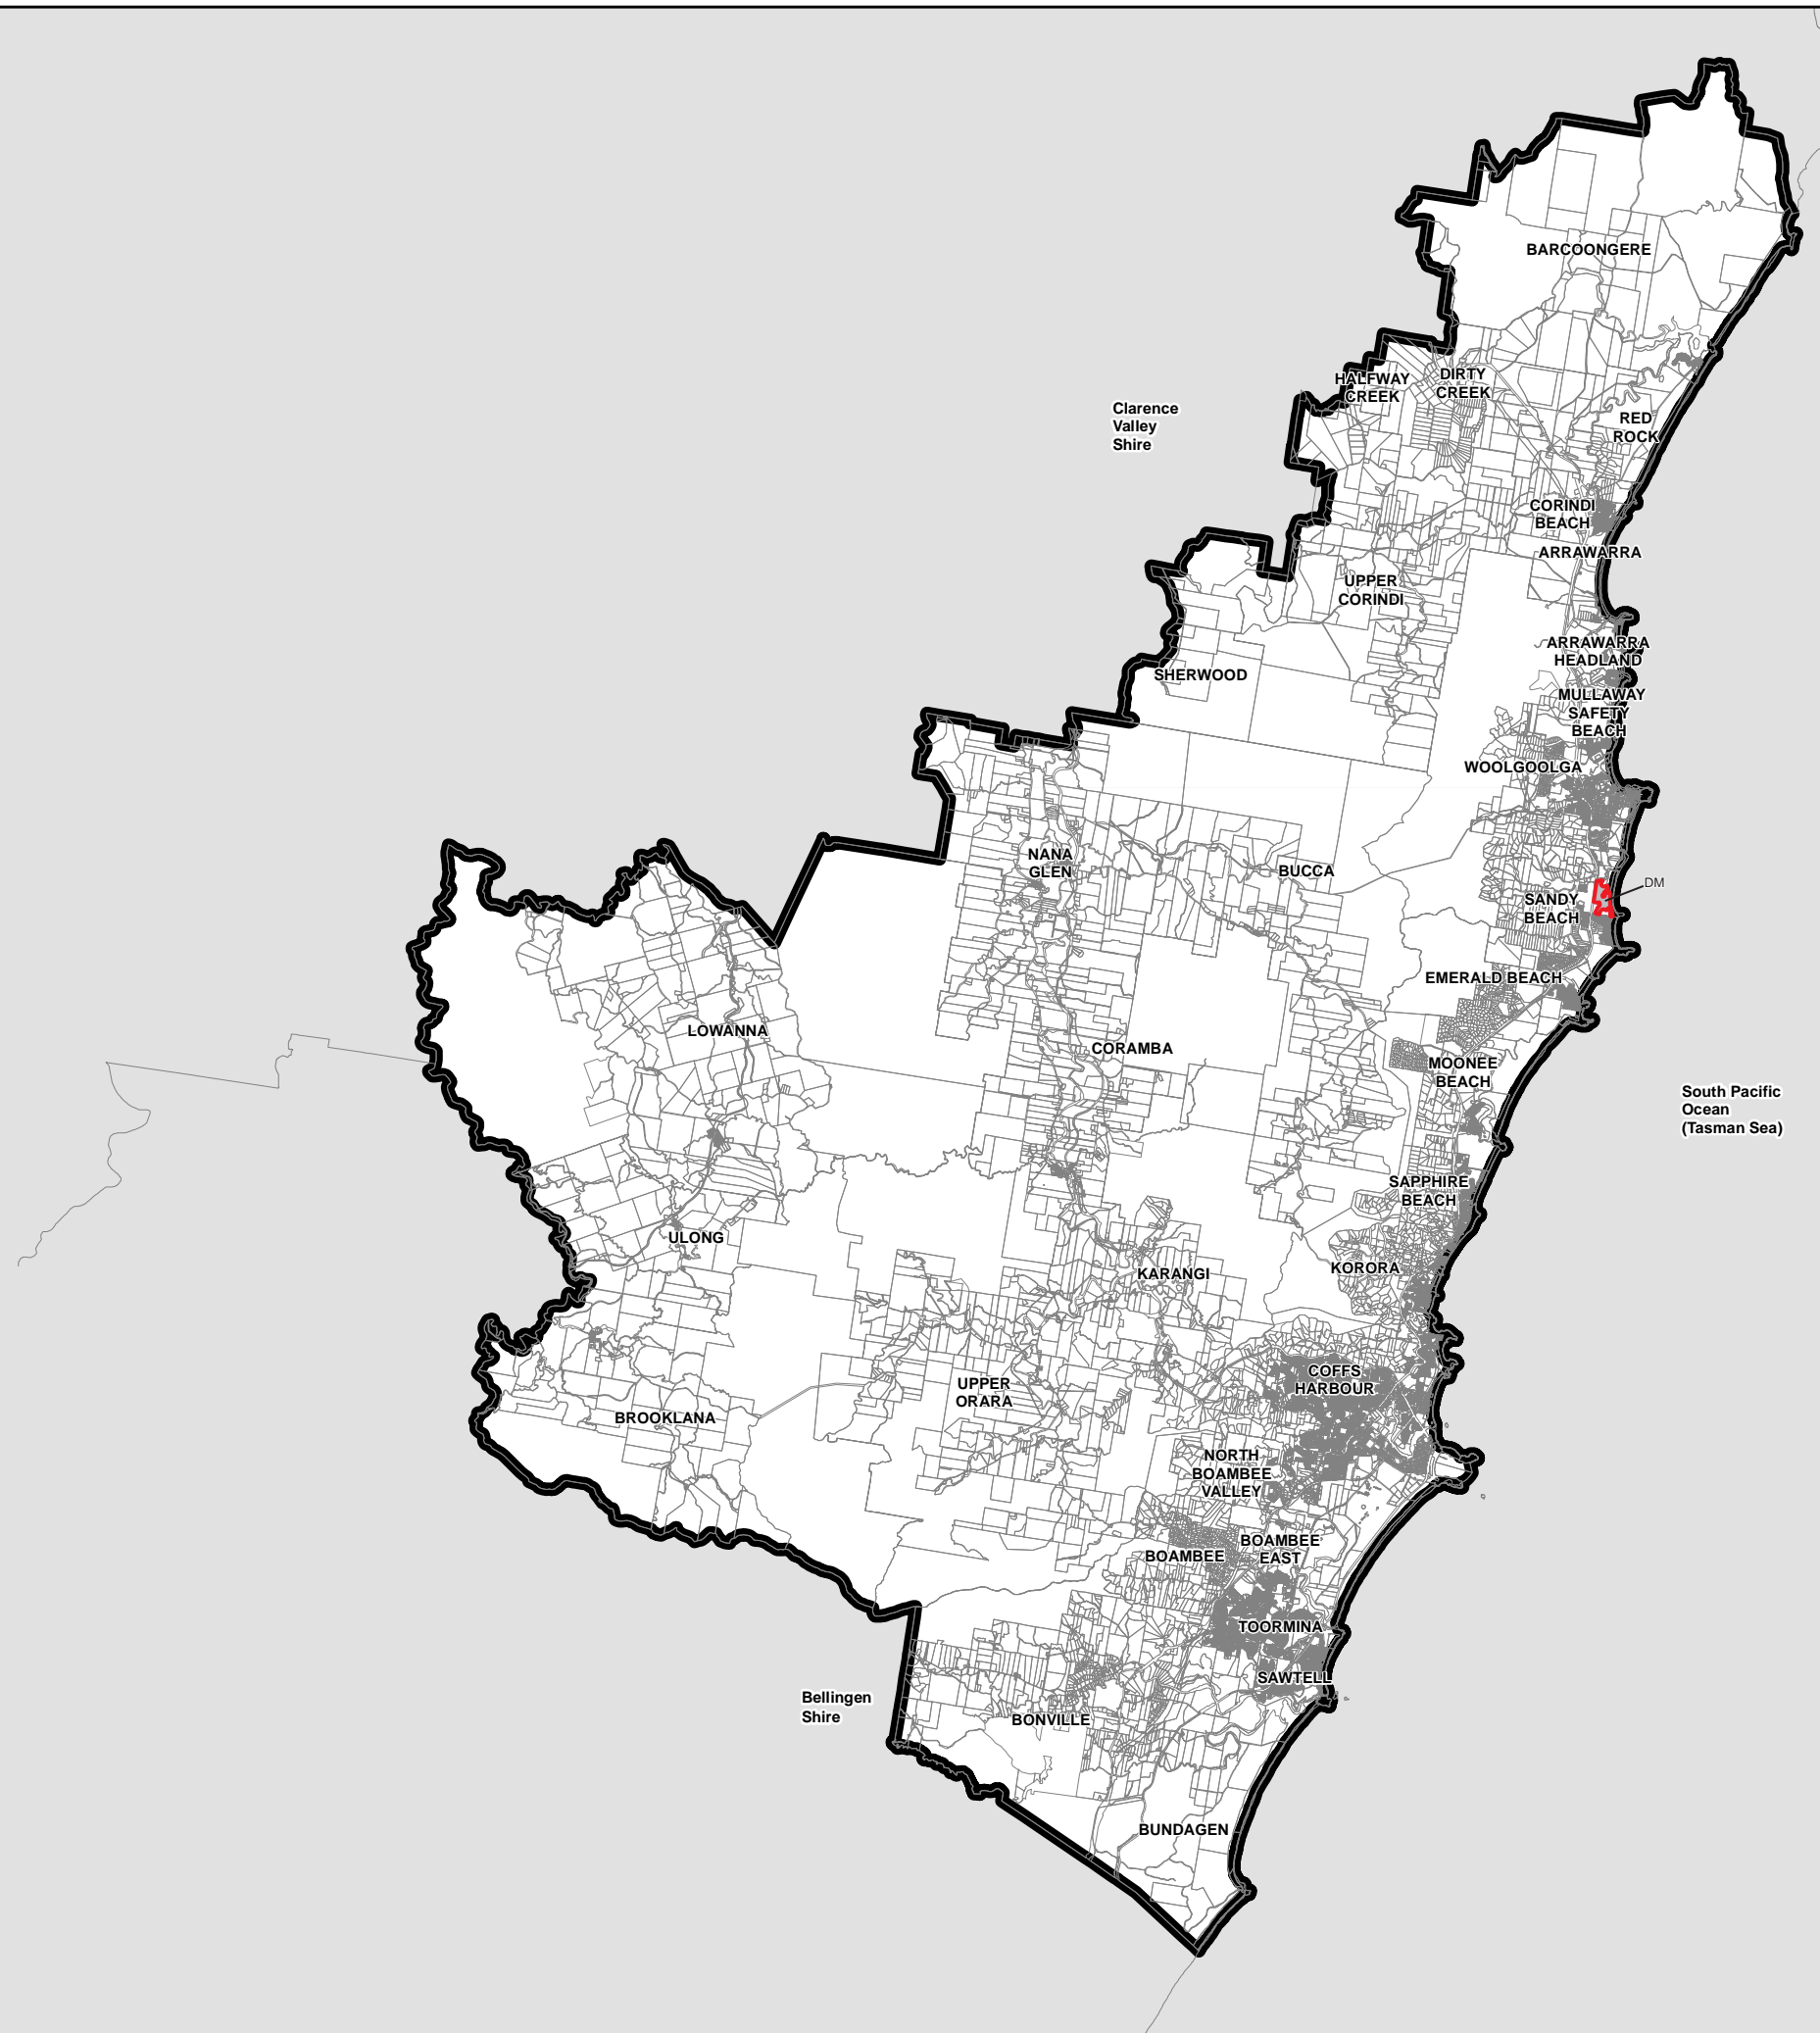 BARCOONGERE
HALFWAY
CREEK
DIRTY
CREEK
Clarence
Valley
Shire
RED
ROCK
CORINDI
BEACH
ARRAWARRA
UPPER
CORINDI
ARRAWARRA
HEADLAND
SHERWOOD
MULLAWAY
SAFETY
BEACH
WOOLGOOLGA
NANA
GLEN
BUCCA
DM
SANDY
BEACH
EMERALD BEACH
LOWANNA
CORAMBA
MOONEE
BEACH
South Pacific
Ocean
(Tasman Sea)
SAPPHIRE
BEACH
ULONG
KARANGI
KORORA
COFFS
HARBOUR
UPPER
ORARA
BROOKLANA
NORTH
BOAMBEE
VALLEY
BOAMBEE
EAST
BOAMBEE
TOORMINA
SAWTELL
Bellingen
Shire
BONVILLE
BUNDAGEN